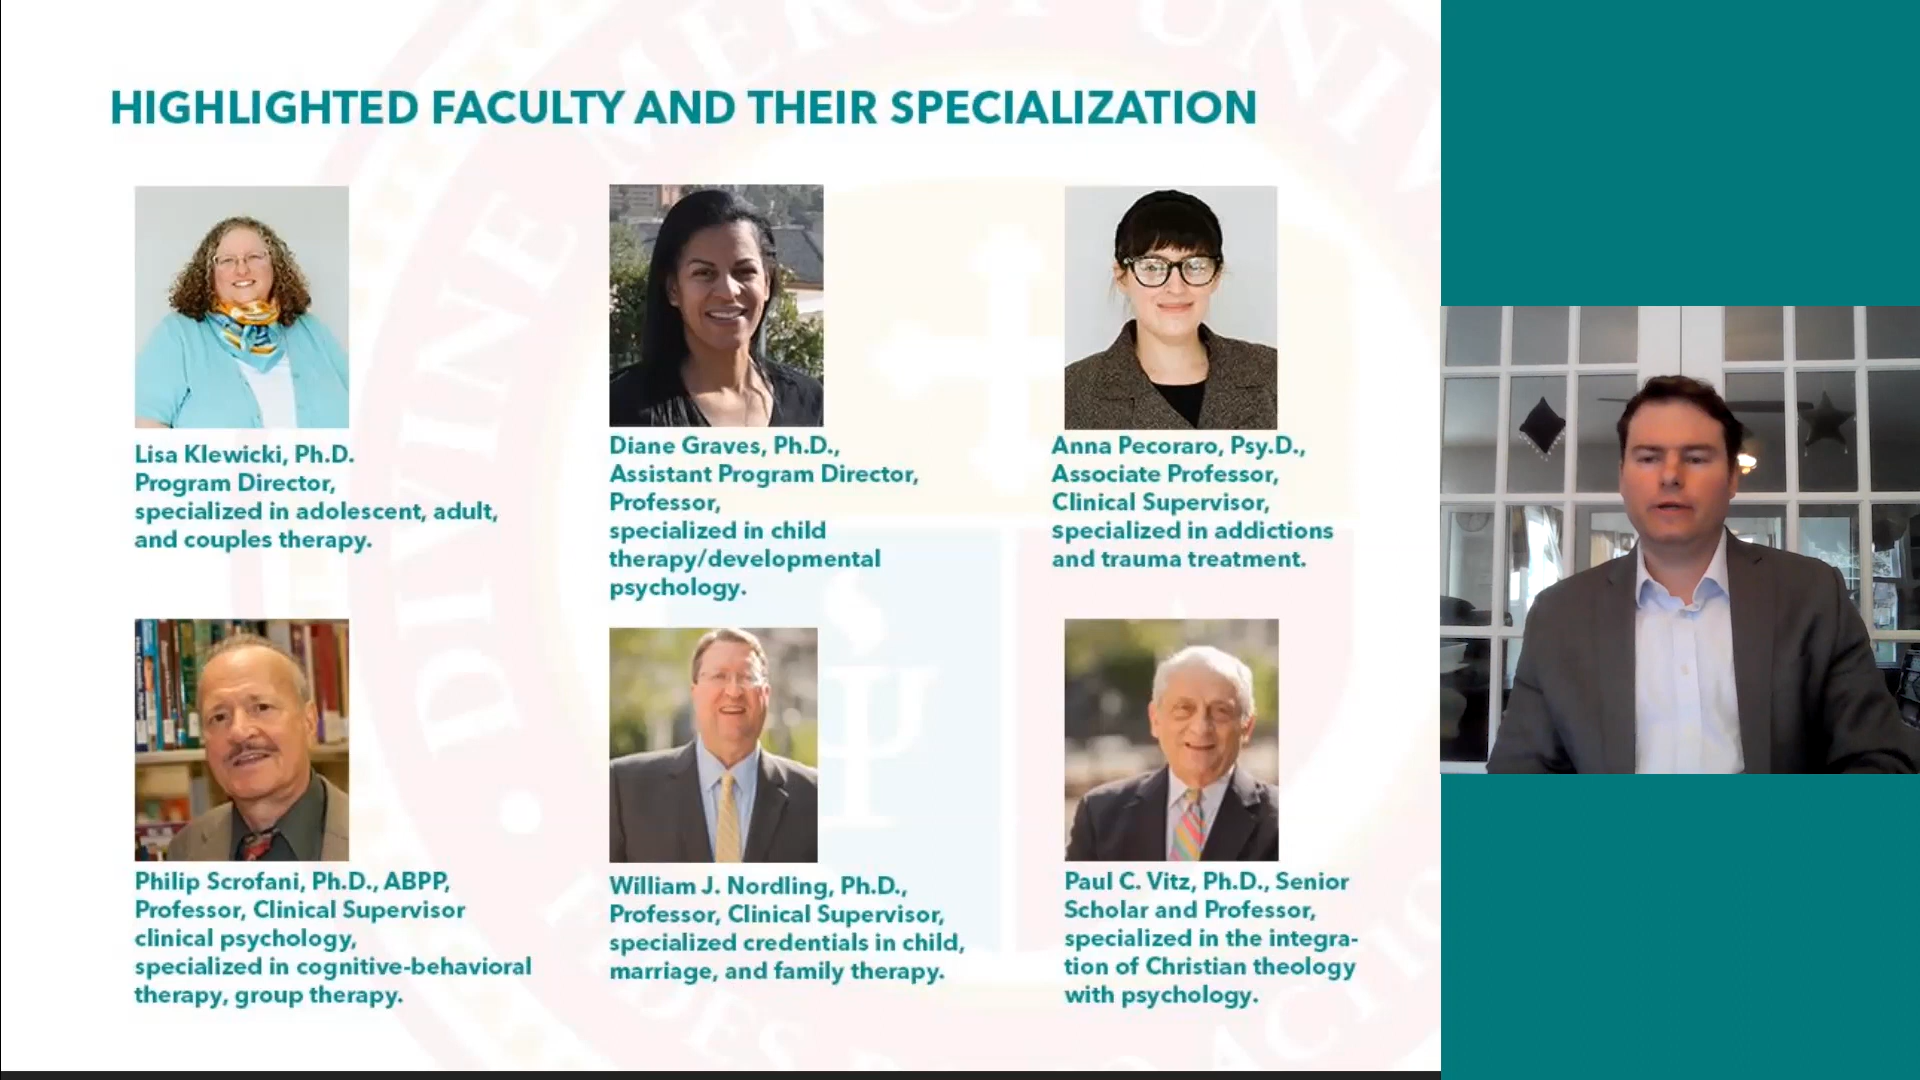 HIGHLIGHTED FACULTY AND THEIR SPECIALIZATION
Lisa Klewicki, Ph.D.
Program Director,
specialized in adolescent, adult,
and couples therapy.
Diane Graves, Ph.D.,
Assistant Program Director,
Professor,
specialized in child
therapy/developmental
psychology.
Anna Pecoraro, Psy.D.,
Associate Professor,
Clinical Supervisor,
specialized in addictions
and trauma treatment.
Philip Scrofani, Ph.D., ABPP,
Professor, Clinical Supervisor
clinical psychology,
specialized in cognitive-behavioral
therapy, group therapy.
William J. Nordling, Ph.D.,
Professor, Clinical Supervisor,
specialized credentials in child,
marriage, and family therapy.
Paul C. Vitz, Ph.D., Senior
Scholar and Professor,
specialized in the integra-
tion of Christian theology
with psychology.
DIVINE MERCY UNIV
Ψ